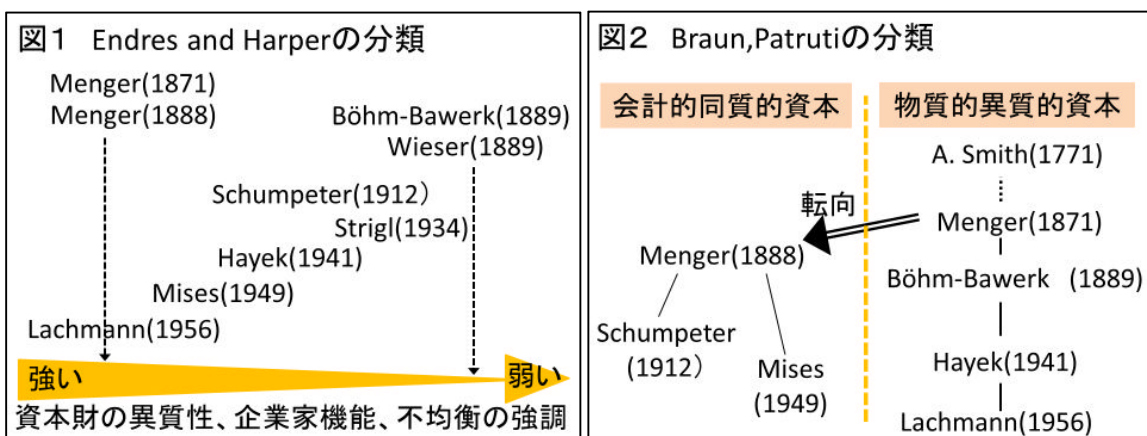 図1 Endres and Harperの分類
Menger(1871)
Menger(1888)
Böhm-Bawerk(1889)
Wieser(1889)
Schumpeter(1912）
Strigl(1934)
Hayek(1941)
Mises(1949)
Lachmann(1956)
強い
弱い
資本財の異質性、企業家機能、不均衡の強調
図2 Braun,Patrutiの分類
会計的同質的資本
物質的異質的資本
A. Smith(1771)
転向
Menger(1871)
Menger(1888)
Böhm-Bawerk (1889)
Schumpeter
(1912）
Mises
(1949)
Hayek(1941)
Lachmann(1956)